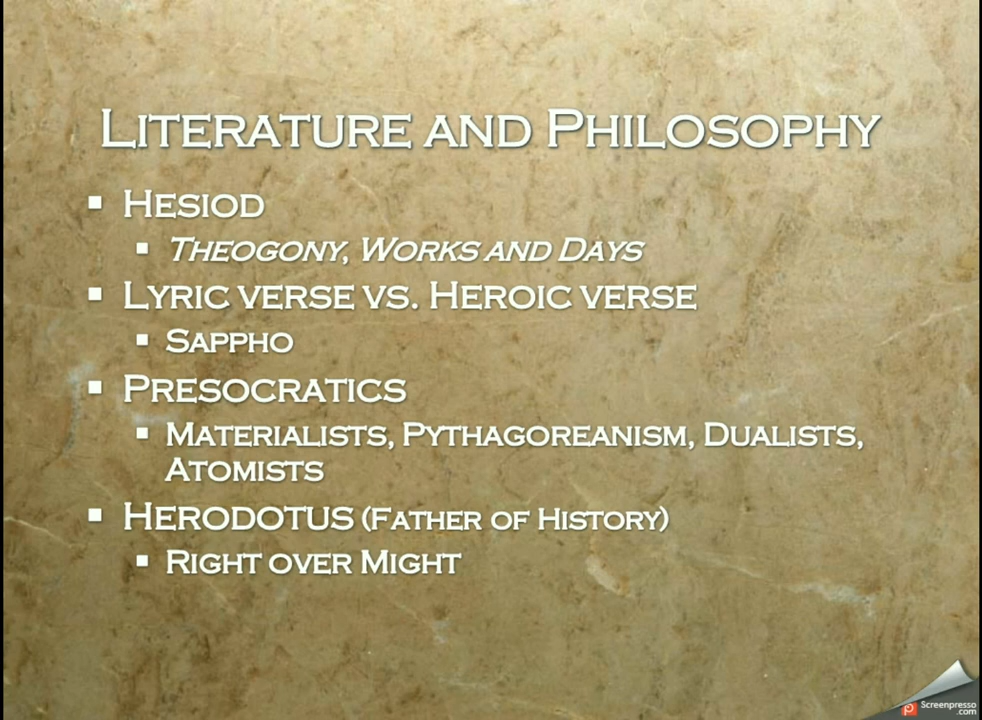 Literature and Philosophy
Hesiod
Theogony, Works and Days
Lyric verse vs. Heroic verse
Sappho
Presocratics
Materialists, Pythagoreanism, Dualists,
Atomists
Herodotus (Father of History)
Right over Might
Screenpresso
.com